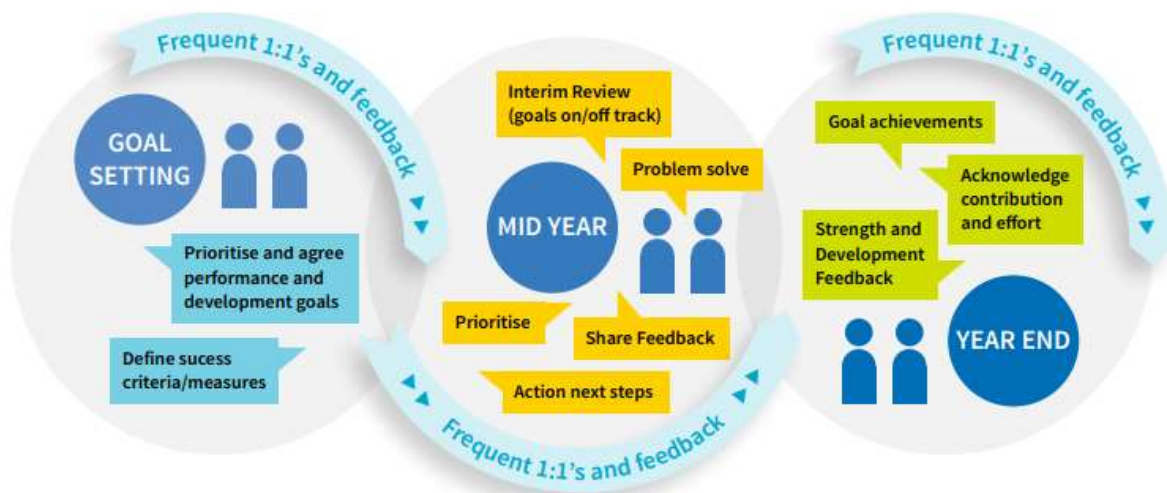 Frequent 1:1's and feedback
GOAL
SETTING
Prioritise and agree
performance and
development goals
Define sucess
criteria/measures
Interim Review
(goals on/off track)
Problem solve
MID YEAR
Prioritise
Share Feedback
Action next steps
Frequent 1:1's and feedback
Frequent 1:1's and feedback
Goal achievements
Acknowledge
contribution
and effort
Strength and
Development
Feedback
YEAR END